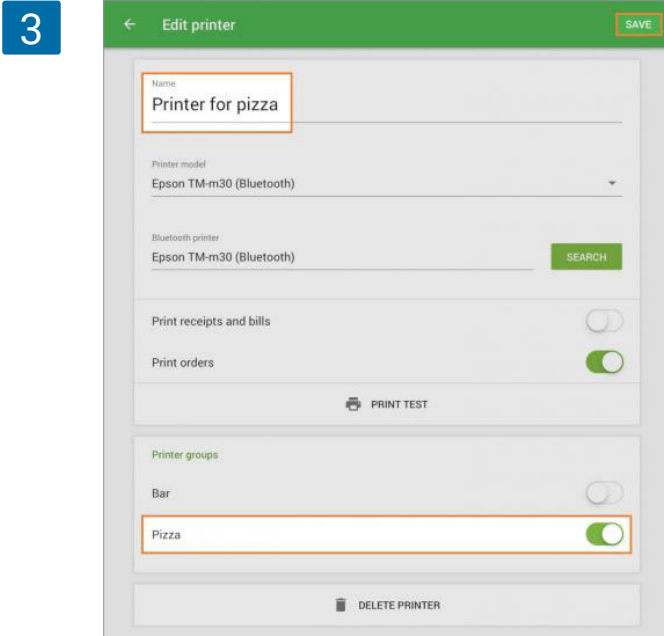 3
Edit printer
SAVE
Name
Printer for pizza
Printer model
Epson TM-m30 (Bluetooth)
Bluetooth printer
Epson TM-m30 (Bluetooth)
SEARCH
Print receipts and bills
Print orders
PRINT TEST
Printer groups
Bar
Pizza
DELETE PRINTER